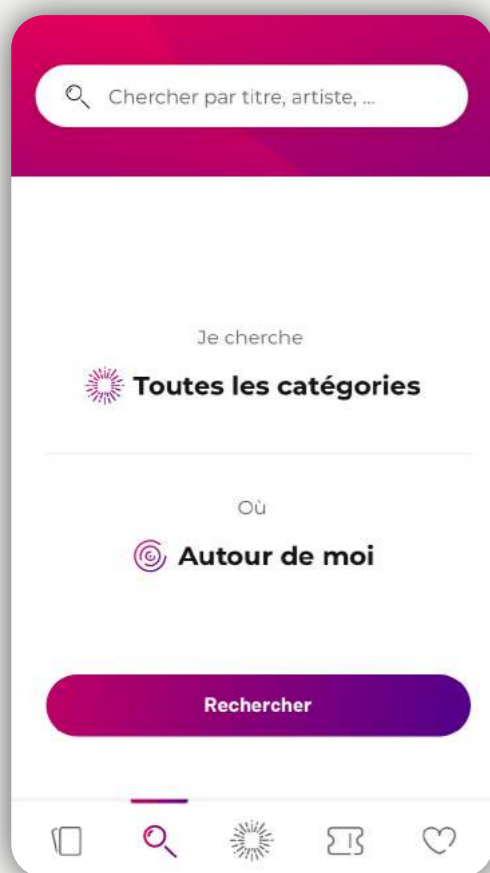 Chercher par titre, artiste, ...
Je cherche
Toutes les catégories
Où
Autour de moi
Rechercher